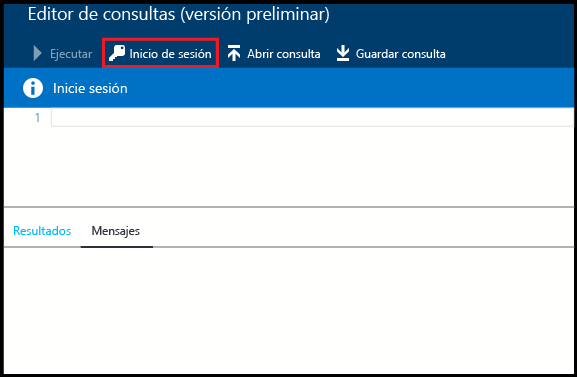 Editor de consultas (versión preliminar)
Ejecutar Inicio de sesión Abrir consulta Guardar consulta
Inicie sesión
1
Resultados Mensajes